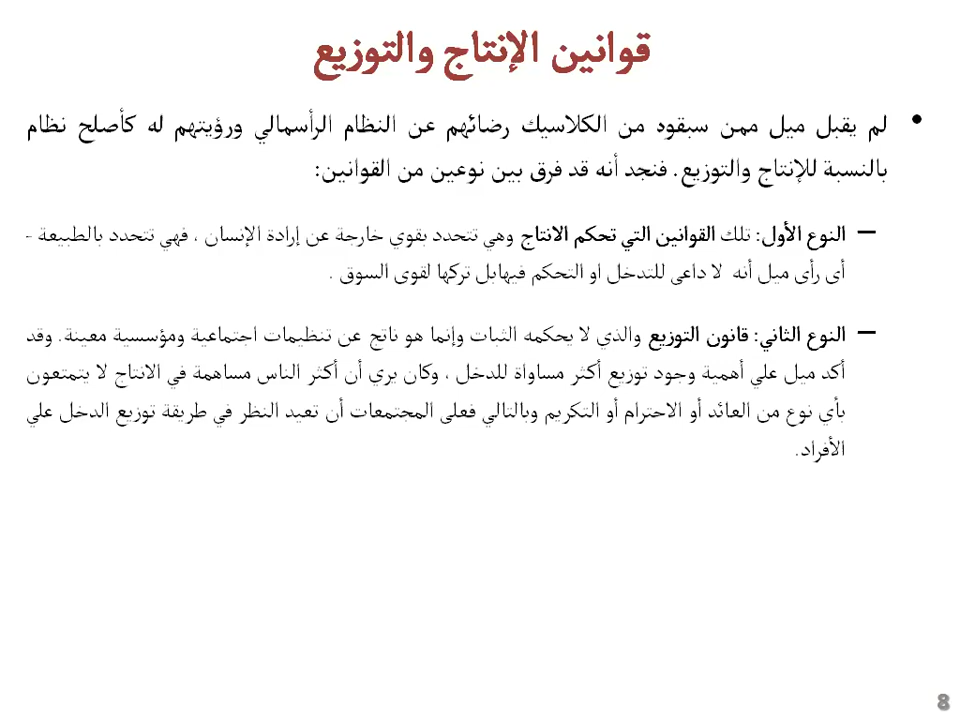 قوانين الإنتاج والتوزيع
• لم يقبل ميل ممن سبقوه من الكلاسيك رضائهم عن النظام الرأسمالي ورؤيتهم له كأصلح نظام
بالنسبة للإنتاج والتوزيع. فنجد أنه قد فرق بين نوعين من القوانين:
– النوع الأول: تلك القوانين التي تحكم الانتاج وهي تتحدد بقوي خارجة عن إرادة الإنسان ، فهي تتحدد بالطبيعة -
أى رأى ميل أنه لا داعى للتدخل او التحكم فيهابل تركها لقوى السوق .
– النوع الثاني: قانون التوزيع والذي لا يحكمه الثبات وإنما هو ناتج عن تنظيمات اجتماعية ومؤسسية معينة. وقد
أكد ميل علي أهمية وجود توزيع أكثر مساواة للدخل ، وكان يري أن أكثر الناس مساهمة في الانتاج لا يتمتعون
بأي نوع من العائد أو الاحترام أو التكريم وبالتالي فعلى المجتمعات أن تعيد النظر في طريقة توزيع الدخل علي
الأفراد.
8